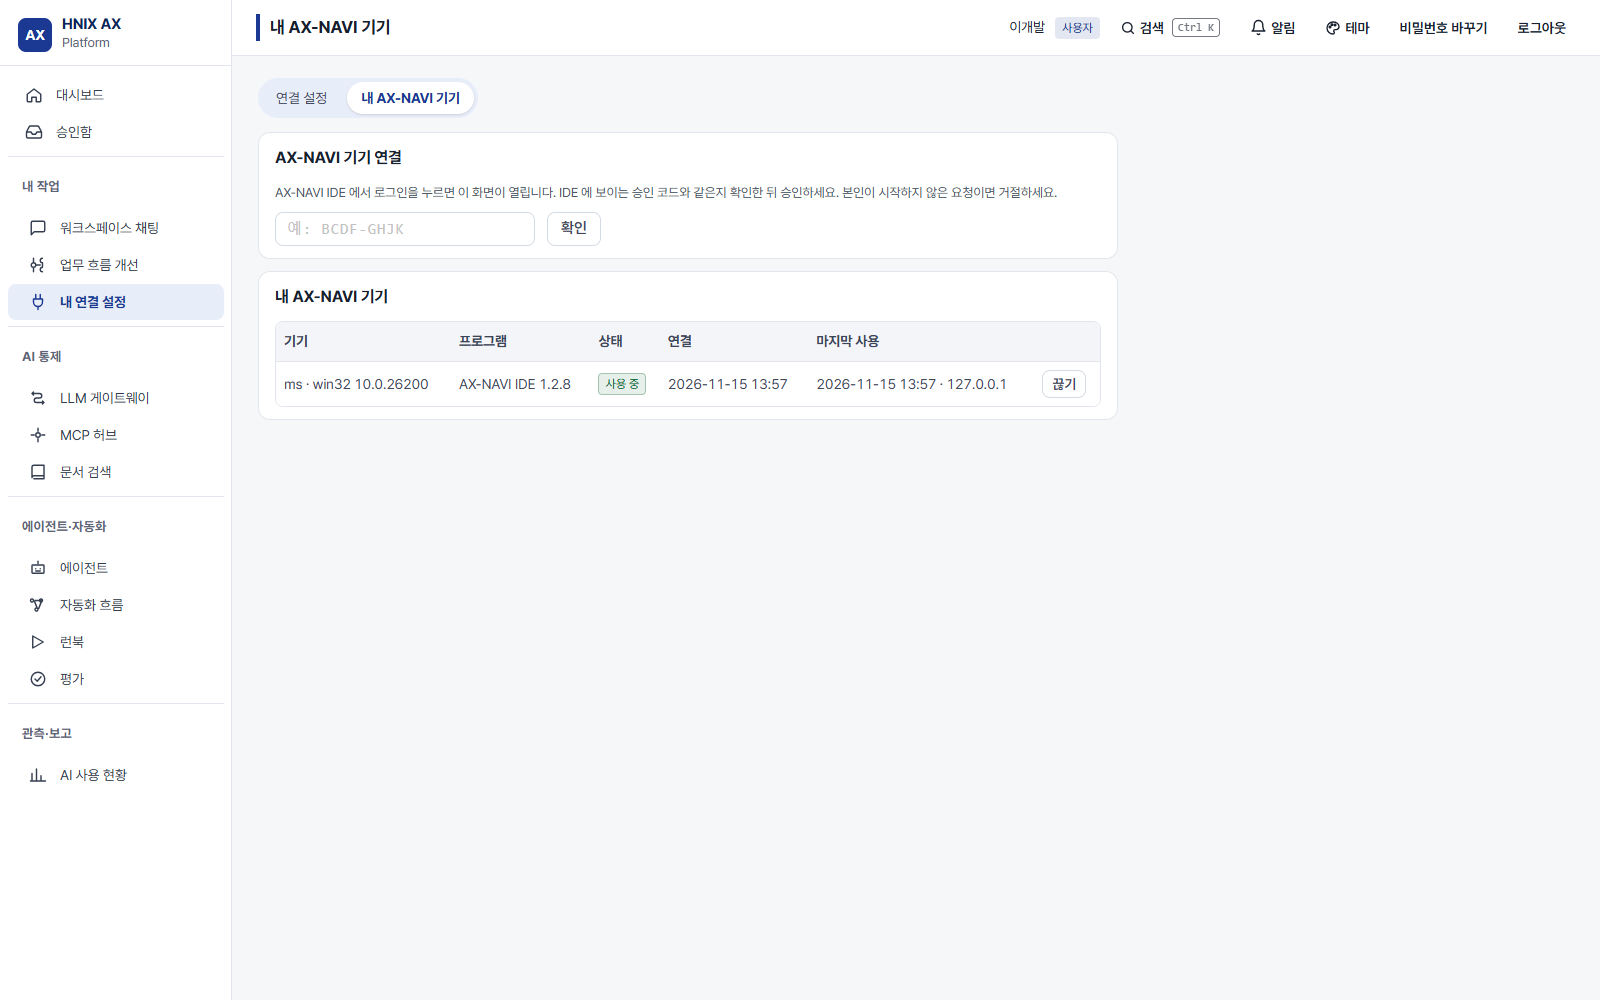 AX
HNIX AX
Platform
내 AX-NAVI 기기
이개발
사용자
검색
Ctrl K
알림
테마
비밀번호 바꾸기
로그아웃
대시보드
승인함
내 작업
워크스페이스 채팅
업무 흐름 개선
내 연결 설정
AI 통제
LLM 게이트웨이
MCP 허브
문서 검색
에이전트·자동화
에이전트
자동화 흐름
런북
평가
관측·보고
AI 사용 현황
연결 설정
내 AX-NAVI 기기
AX-NAVI 기기 연결
AX-NAVI IDE 에서 로그인을 누르면 이 화면이 열립니다. IDE 에 보이는 승인 코드와 같은지 확인한 뒤 승인하세요. 본인이 시작하지 않은 요청이면 거절하세요.
예: BCDF-GHJK
확인
내 AX-NAVI 기기
기기 프로그램 상태 연결 마지막 사용
ms · win32 10.0.26200 AX-NAVI IDE 1.2.8 사용 중 2026-11-15 13:57 2026-11-15 13:57 · 127.0.0.1 끊기